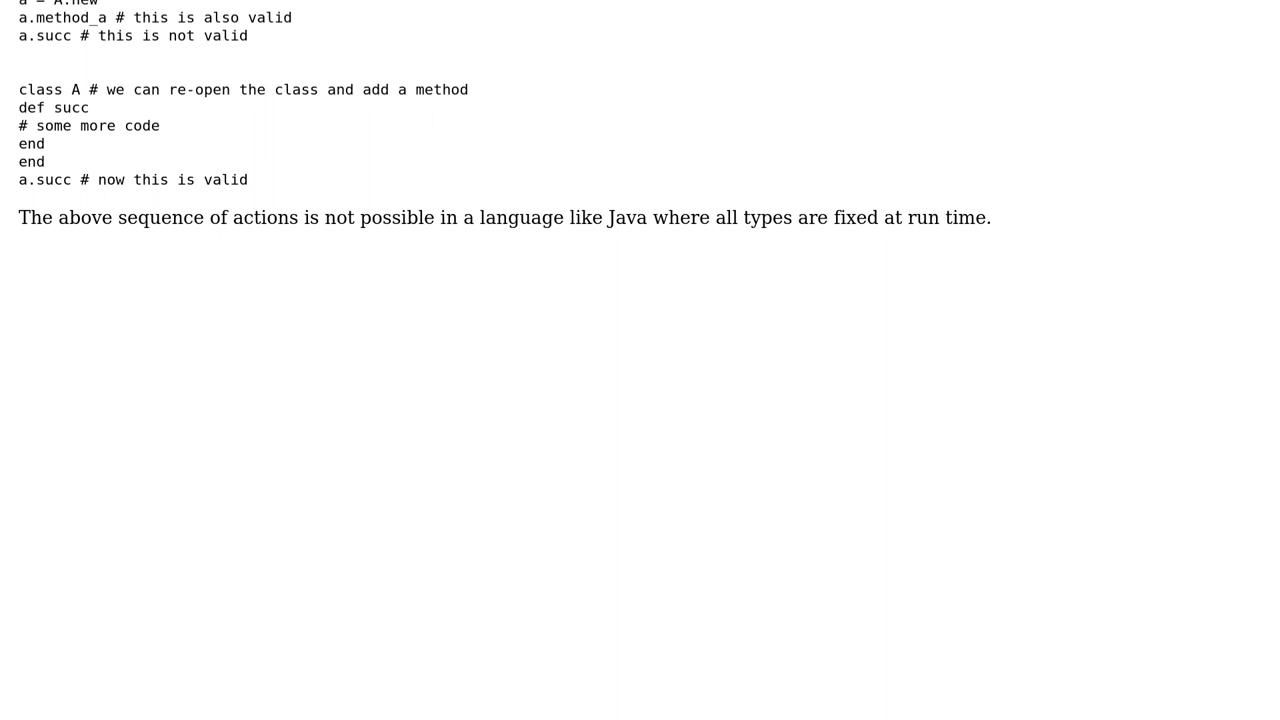 a = A.new
a.method_a # this is also valid
a.succ # this is not valid
class A # we can re-open the class and add a method
def succ
# some more code
end
end
a.succ # now this is valid
The above sequence of actions is not possible in a language like Java where all types are fixed at run time.